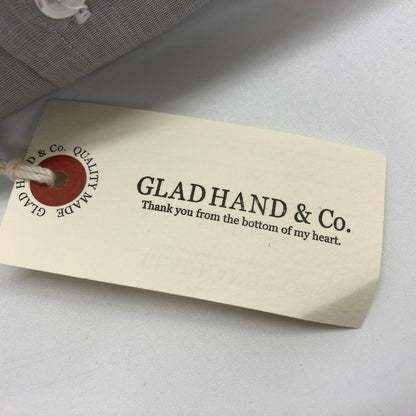 GLAD HAND & Co. QUALITY MADE
GLAD HAND & Co.
Thank you from the bottom of my heart.